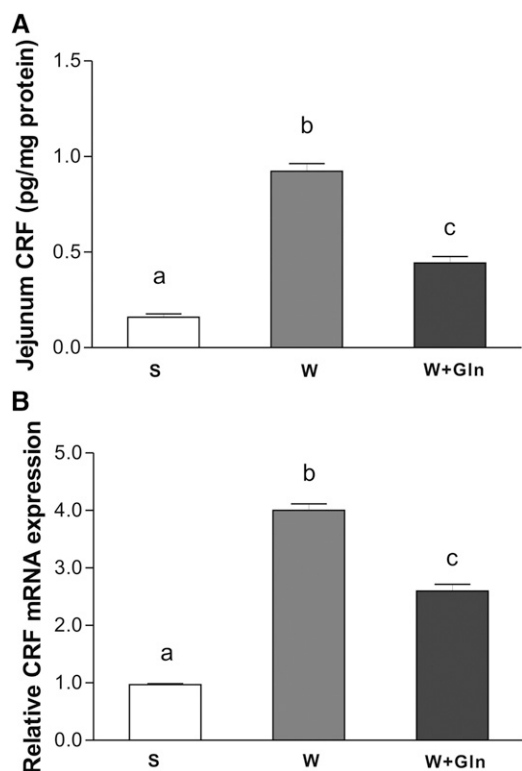 A
Jejunum CRF (pg/mg protein)
1.5
1.0
0.5
0.0
a
b
c
S
W
W+Gln
B
Relative CRF mRNA expression
5.0
4.0
3.0
2.0
1.0
0.0
a
b
c
S
W
W+Gln